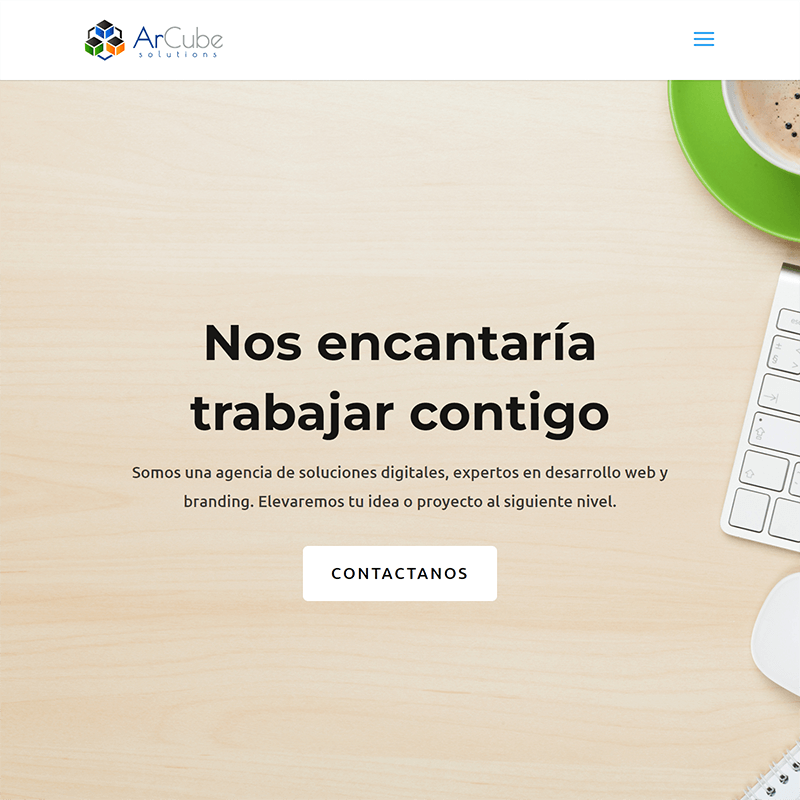 ArCube
solutions
Nos encantaría
trabajar contigo
Somos una agencia de soluciones digitales, expertos en desarrollo web y
branding. Elevaremos tu idea o proyecto al siguiente nivel.
CONTACTANOS